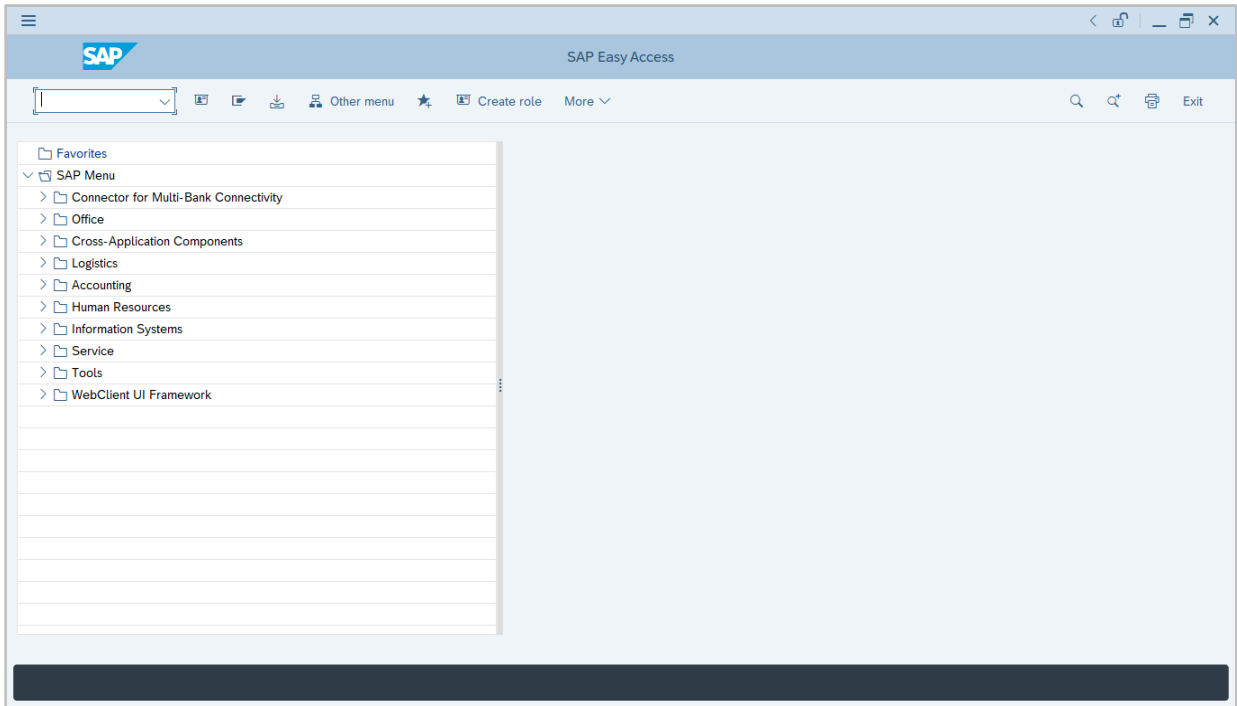 SAP
SAP Easy Access
Other menu Create role More Exit
Favorites
SAP Menu
Connector for Multi-Bank Connectivity
Office
Cross-Application Components
Logistics
Accounting
Human Resources
Information Systems
Service
Tools
WebClient UI Framework